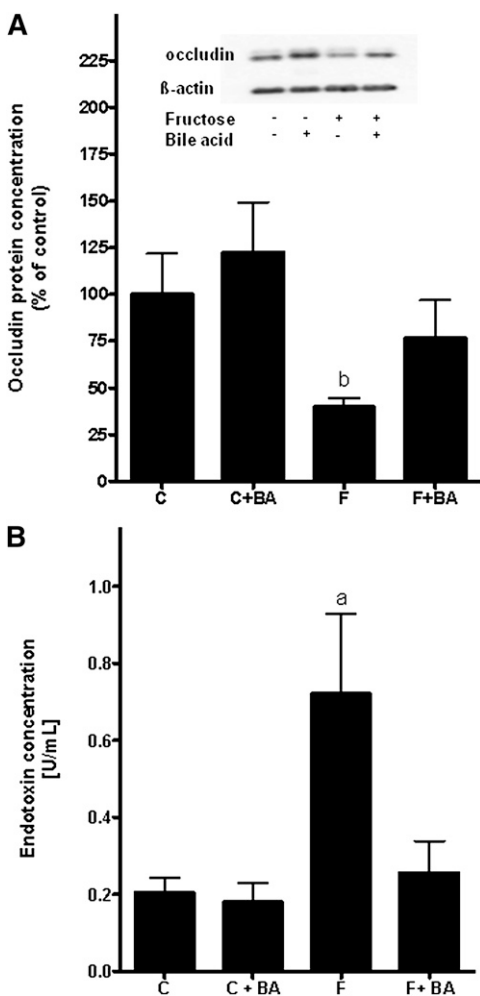 A
occludin
ß-actin
Fructose - - + +
Bile acid - + - +
Occludin protein concentration
(% of control)
225
200
175
150
125
100
75
50
25
0
b
C C+BA F F+BA
B
Endotoxin concentration
[U/mL]
1.0
0.8
0.6
0.4
0.2
0.0
a
C C + BA F F+ BA